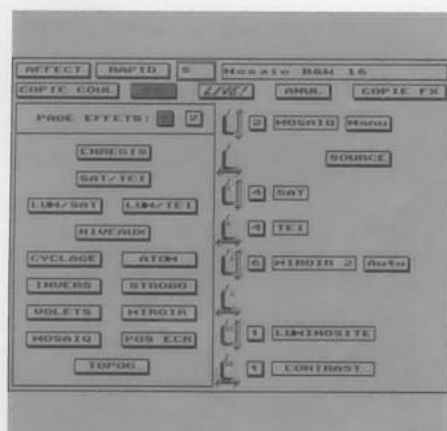 AFFECT RAPID 5 Mosaic B&W 16
COPIE COUL LIVE! ANUL COPIE FX
PAGE EFFETS: 2
ENREGIS
SAT/TEI
LUM/SAT LUM/TEI
NIVEAUX
CYCLAGE ATOM
INVERS STROBO
VOLETS MIROIR
MOSAIQ POS ECR
TOPOG
2 MOSAIQ Manu
SOURCE
4 SAT
4 TEI
6 MIROIR 2 Auto
1 LUMINOSITE
1 CONTRAST